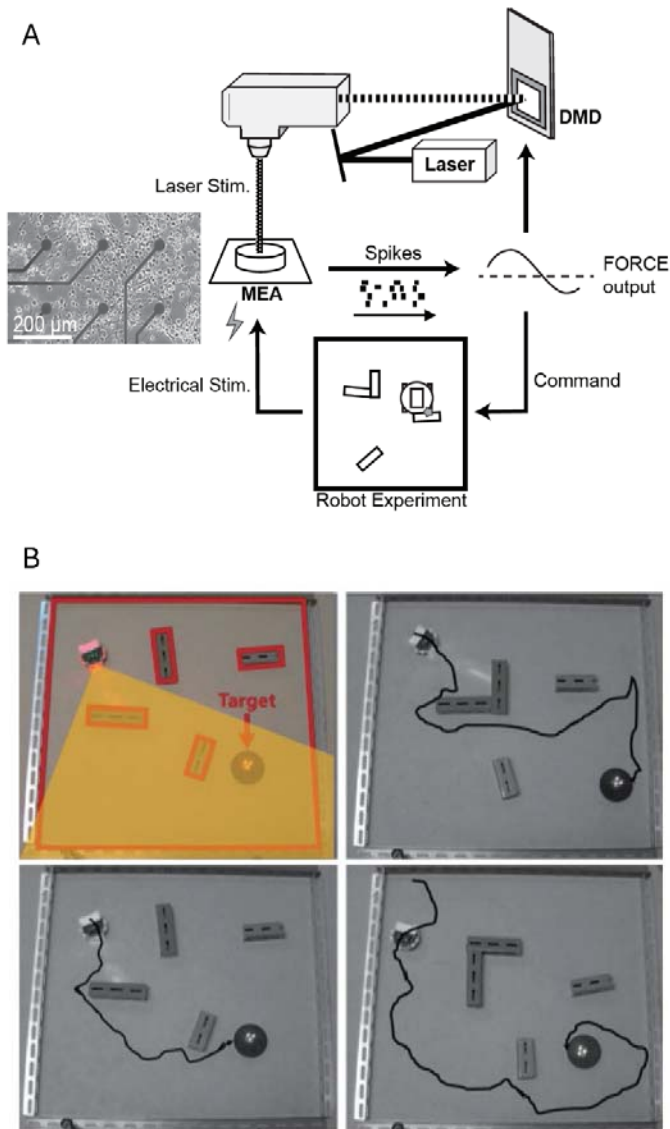 A
DMD
Laser
Laser Stim.
Spikes
FORCE
output
MEA
200 µm
Electrical Stim.
Command
Robot Experiment
B
Target